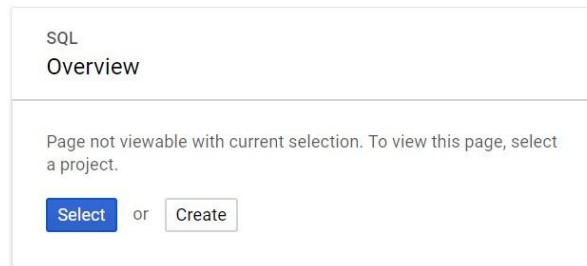 SQL
Overview
Page not viewable with current selection. To view this page, select
a project.
Select or Create